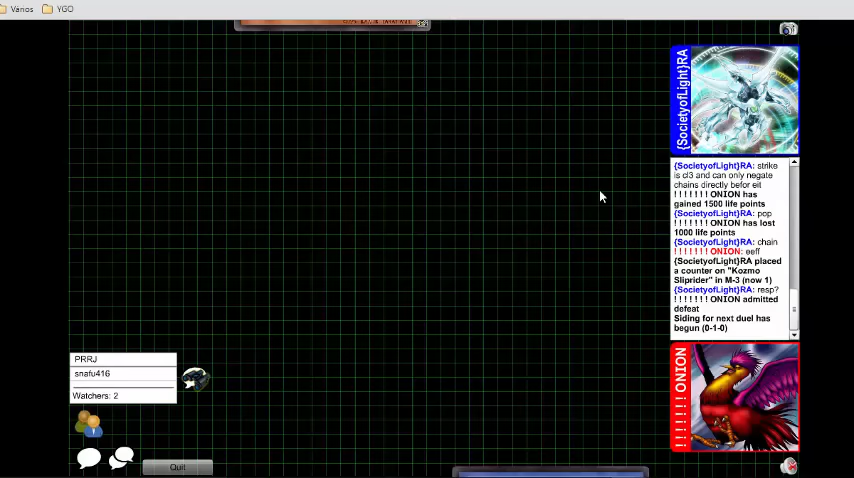 Vários YGO
{SocietyofLight}RA
{SocietyofLight}RA: strike
is cl3 and can only negate
chains directly befor eit
! ! ! ! ! ! ! ONION has
gained 1500 life points
{SocietyofLight}RA: pop
! ! ! ! ! ! ! ONION has lost
1000 life points
{SocietyofLight}RA: chain
! ! ! ! ! ! ! ONION: eeff
{SocietyofLight}RA placed
a counter on "Kozmo
Sliprider" in M-3 (now 1)
{SocietyofLight}RA: resp?
! ! ! ! ! ! ! ONION admitted
defeat
Siding for next duel has
begun (0-1-0)
! ! ! ! ! ! ! ONION
PRRJ
snafu416
Watchers: 2
Quit